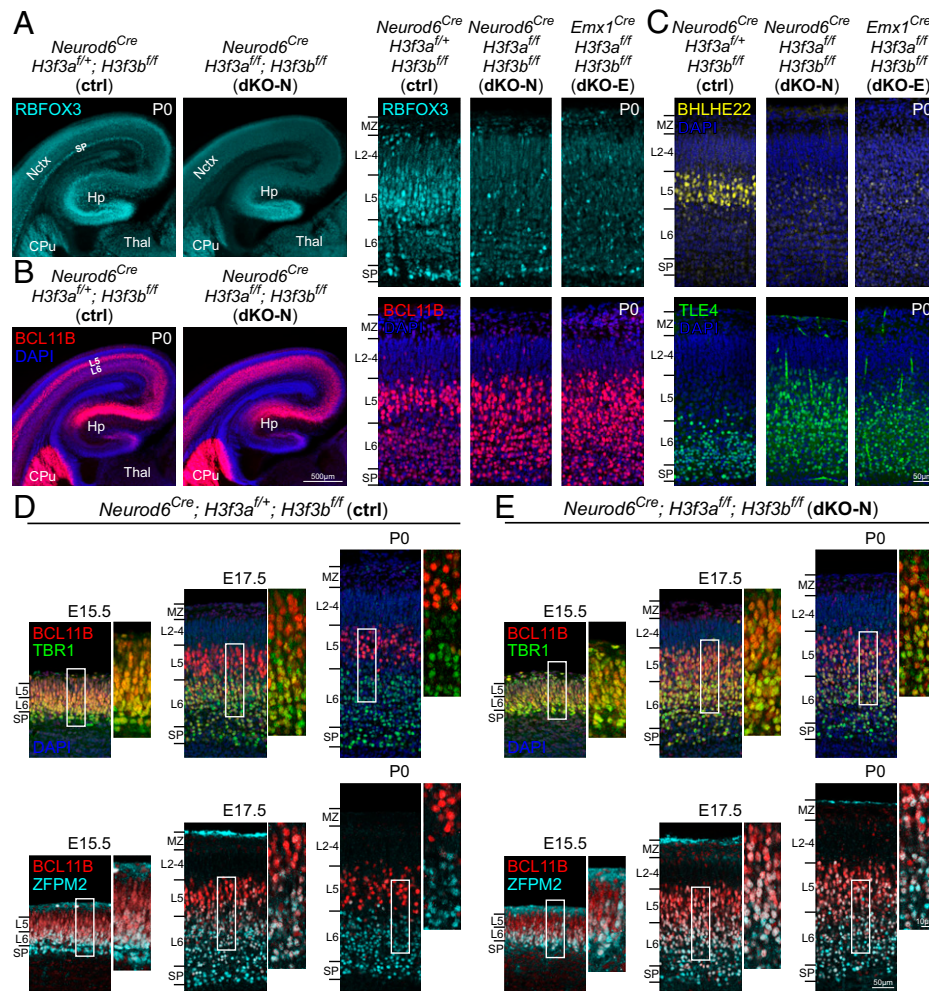 A
Neurod6Cre
H3f3af/+; H3f3bf/f
(ctrl)
Neurod6Cre
H3f3af/f; H3f3bf/f
(dKO-N)
RBFOX3
P0
SP
Nctx
Hp
CPu
Thal
P0
Nctx
Hp
CPu
Thal
Neurod6Cre
H3f3af/+
H3f3bf/f
(ctrl)
Neurod6Cre
H3f3af/f
H3f3bf/f
(dKO-N)
Emx1Cre
H3f3af/f
H3f3bf/f
(dKO-E)
RBFOX3
P0
MZ
L2-4
L5
L6
SP
C
Neurod6Cre
H3f3af/+
H3f3bf/f
(ctrl)
Neurod6Cre
H3f3af/f
H3f3bf/f
(dKO-N)
Emx1Cre
H3f3af/f
H3f3bf/f
(dKO-E)
BHLHE22
DAPI
P0
MZ
L2-4
L5
L6
SP
B
Neurod6Cre
H3f3af/+; H3f3bf/f
(ctrl)
Neurod6Cre
H3f3af/f; H3f3bf/f
(dKO-N)
BCL11B
DAPI
P0
L5
L6
Hp
CPu
Thal
P0
Hp
CPu
Thal
500µm
BCL11B
DAPI
P0
MZ
L2-4
L5
L6
SP
TLE4
DAPI
P0
MZ
L2-4
L5
L6
SP
50µm
D
Neurod6Cre; H3f3af/+; H3f3bf/f (ctrl)
E15.5
BCL11B
TBR1
L5
L6
SP
DAPI
E17.5
MZ
L2-4
L5
L6
SP
P0
MZ
L2-4
L5
L6
SP
E15.5
BCL11B
ZFPM2
L5
L6
SP
E17.5
MZ
L2-4
L5
L6
SP
P0
MZ
L2-4
L5
L6
SP
E
Neurod6Cre; H3f3af/f; H3f3bf/f (dKO-N)
E15.5
BCL11B
TBR1
L5
L6
SP
DAPI
E17.5
MZ
L2-4
L5
L6
SP
P0
MZ
L2-4
L5
L6
SP
E15.5
BCL11B
ZFPM2
L5
L6
SP
E17.5
MZ
L2-4
L5
L6
SP
P0
MZ
L2-4
L5
L6
SP
10µm
50µm